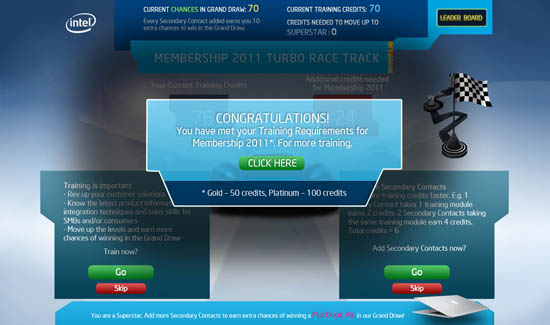 intel
CURRENT CHANCES IN GRAND DRAW: 70
Every Secondary Contact added earns you 10
extra chances to win in the Grand Draw.
CURRENT TRAINING CREDITS: 70
CREDITS NEEDED TO MOVE UP TO
SUPERSTAR : 0
LEADER BOARD
MEMBERSHIP 2011 TURBO RACE TRACK
Your Current Training Credits
Additional credits needed
for Membership 2011
76
24
CONGRATULATIONS!
You have met your Training Requirements for
Membership 2011*. For more training,
CLICK HERE
* Gold - 50 credits, Platinum - 100 credits
Training is important
- Rev up your customer solutions
- Know the latest product inform
integration techniques and sales skills for
SMBs and/or consumers
- Move up the levels and earn more
chances of winning in the Grand Draw
Train now?
Go
Skip
Secondary Contacts
training credits faster. E.g. 1
Contact takes 1 training module
earns 2 credits. 2 Secondary Contacts taking
the same training module earn 4 credits.
Total credits = 6
Add Secondary Contacts now?
Go
Skip
You are a Superstar, Add more Secondary Contacts to earn extra chances of winning a MacBook Air in our Grand Draw!